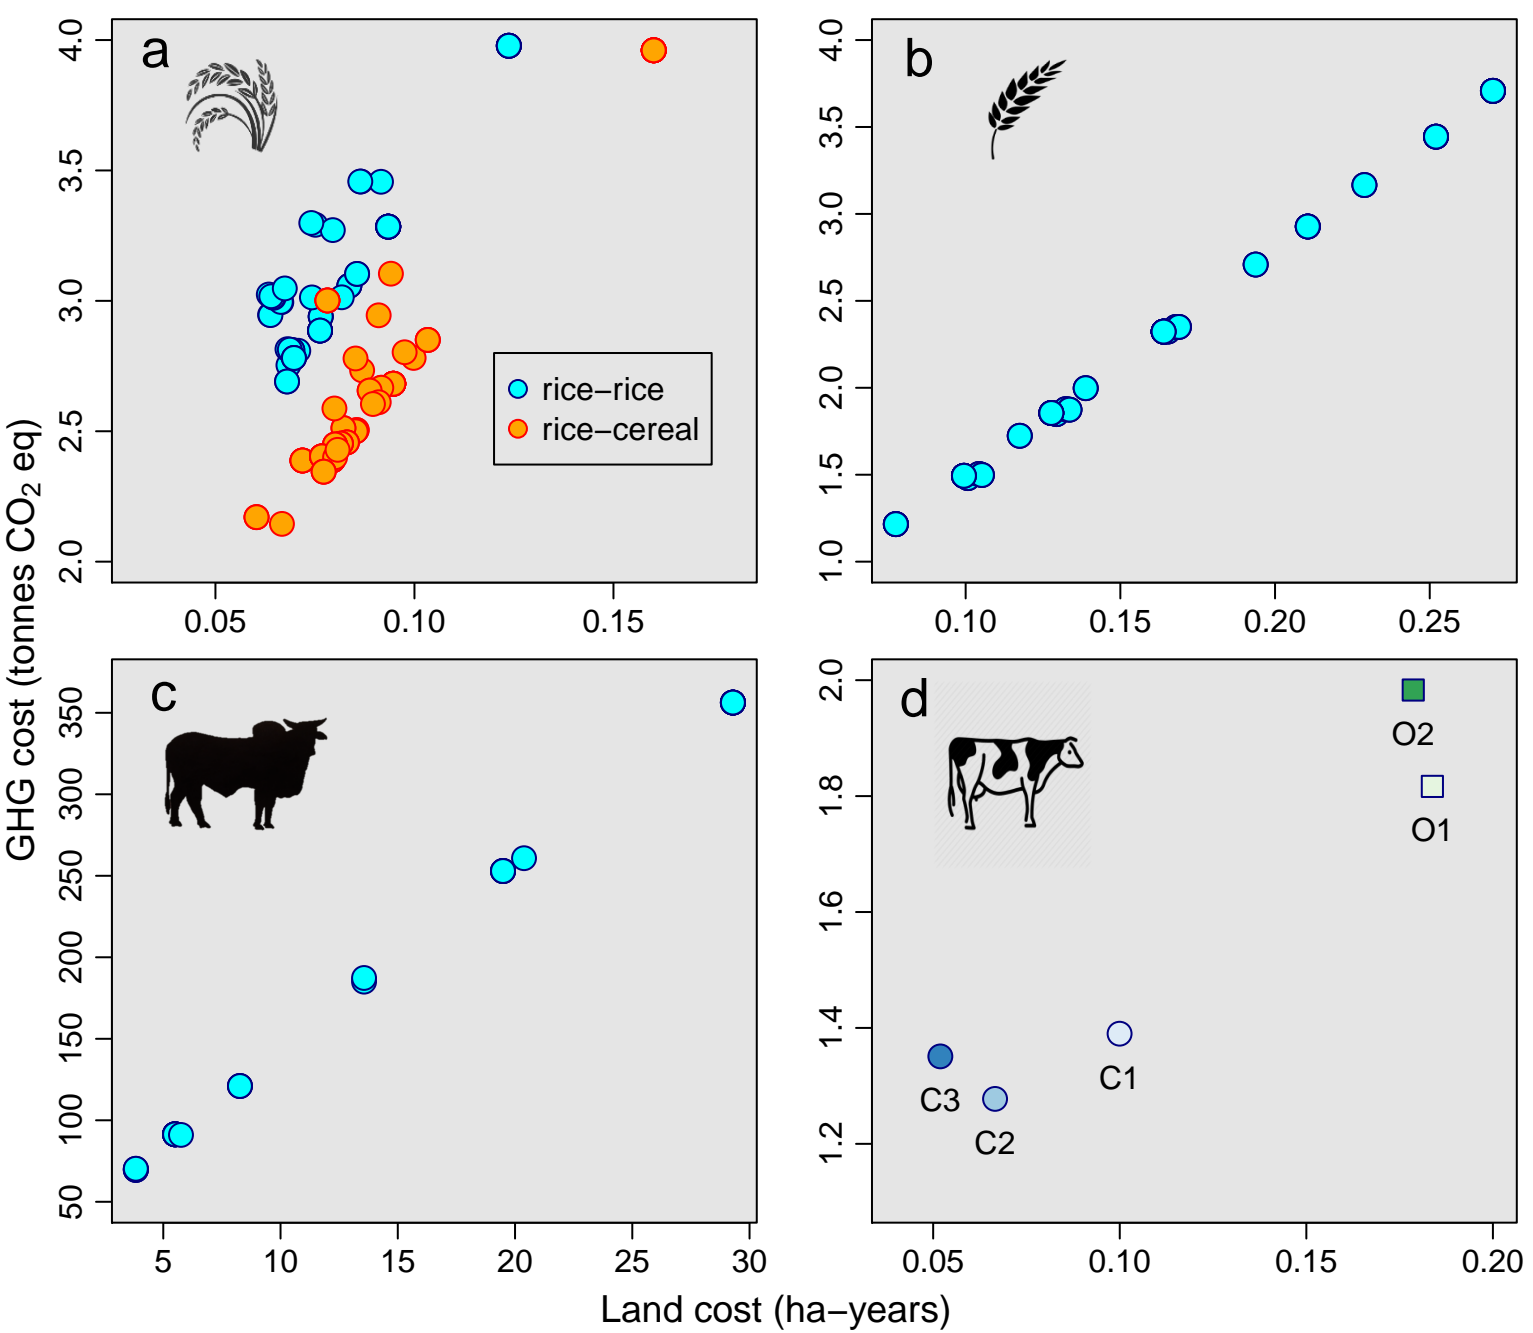 a
4.0
3.5
3.0
2.5
2.0
rice−rice
rice−cereal
0.05 0.10 0.15
b
4.0
3.5
3.0
2.5
2.0
1.5
1.0
0.10 0.15 0.20 0.25
GHG cost (tonnes CO₂ eq)
c
350
300
250
200
150
100
50
5 10 15 20 25 30
d
2.0
1.8
1.6
1.4
1.2
O2
O1
C1
C3
C2
0.05 0.10 0.15 0.20
Land cost (ha−years)